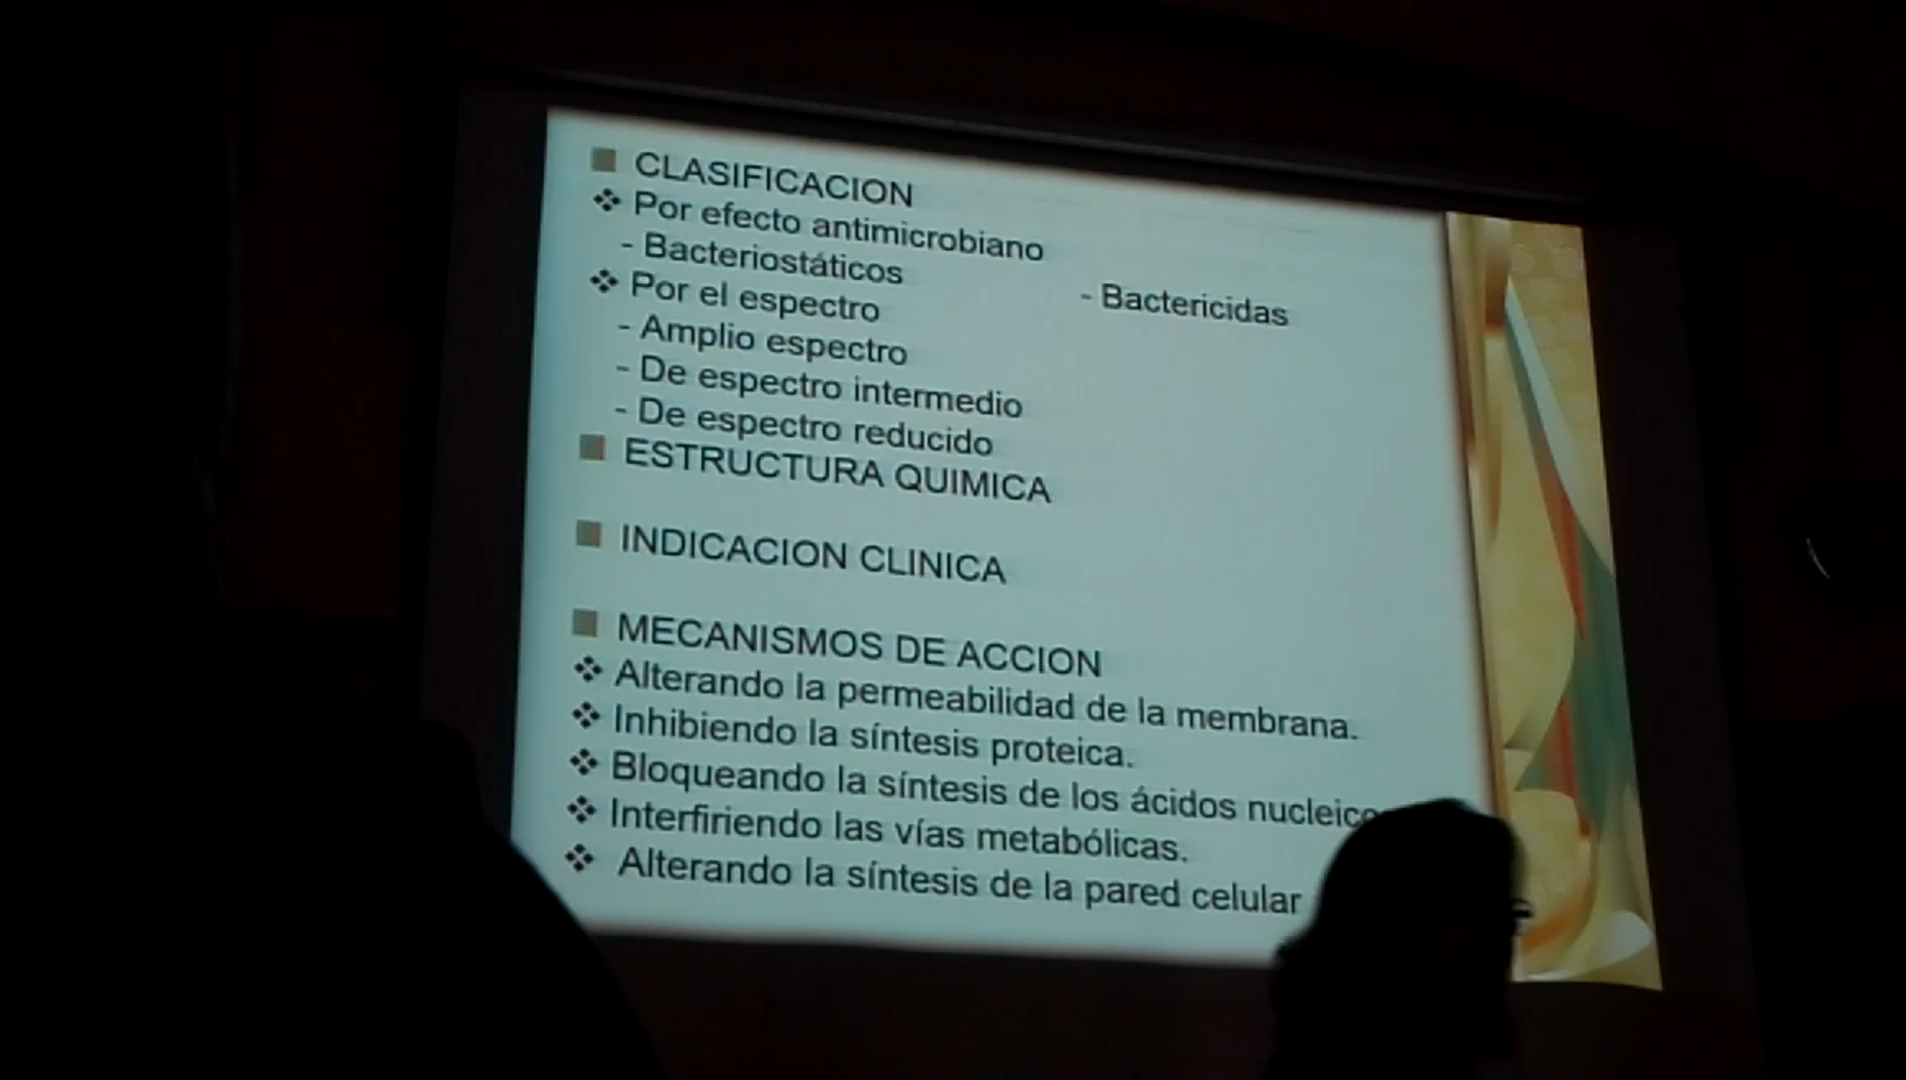 CLASIFICACION
Por efecto antimicrobiano
- Bacteriostáticos - Bactericidas
Por el espectro
- Amplio espectro
- De espectro intermedio
- De espectro reducido
ESTRUCTURA QUIMICA
INDICACION CLINICA
MECANISMOS DE ACCION
Alterando la permeabilidad de la membrana.
Inhibiendo la síntesis proteica.
Bloqueando la síntesis de los ácidos
Interfiriendo las vías metabólicas.
Alterando la síntesis de la pared celular